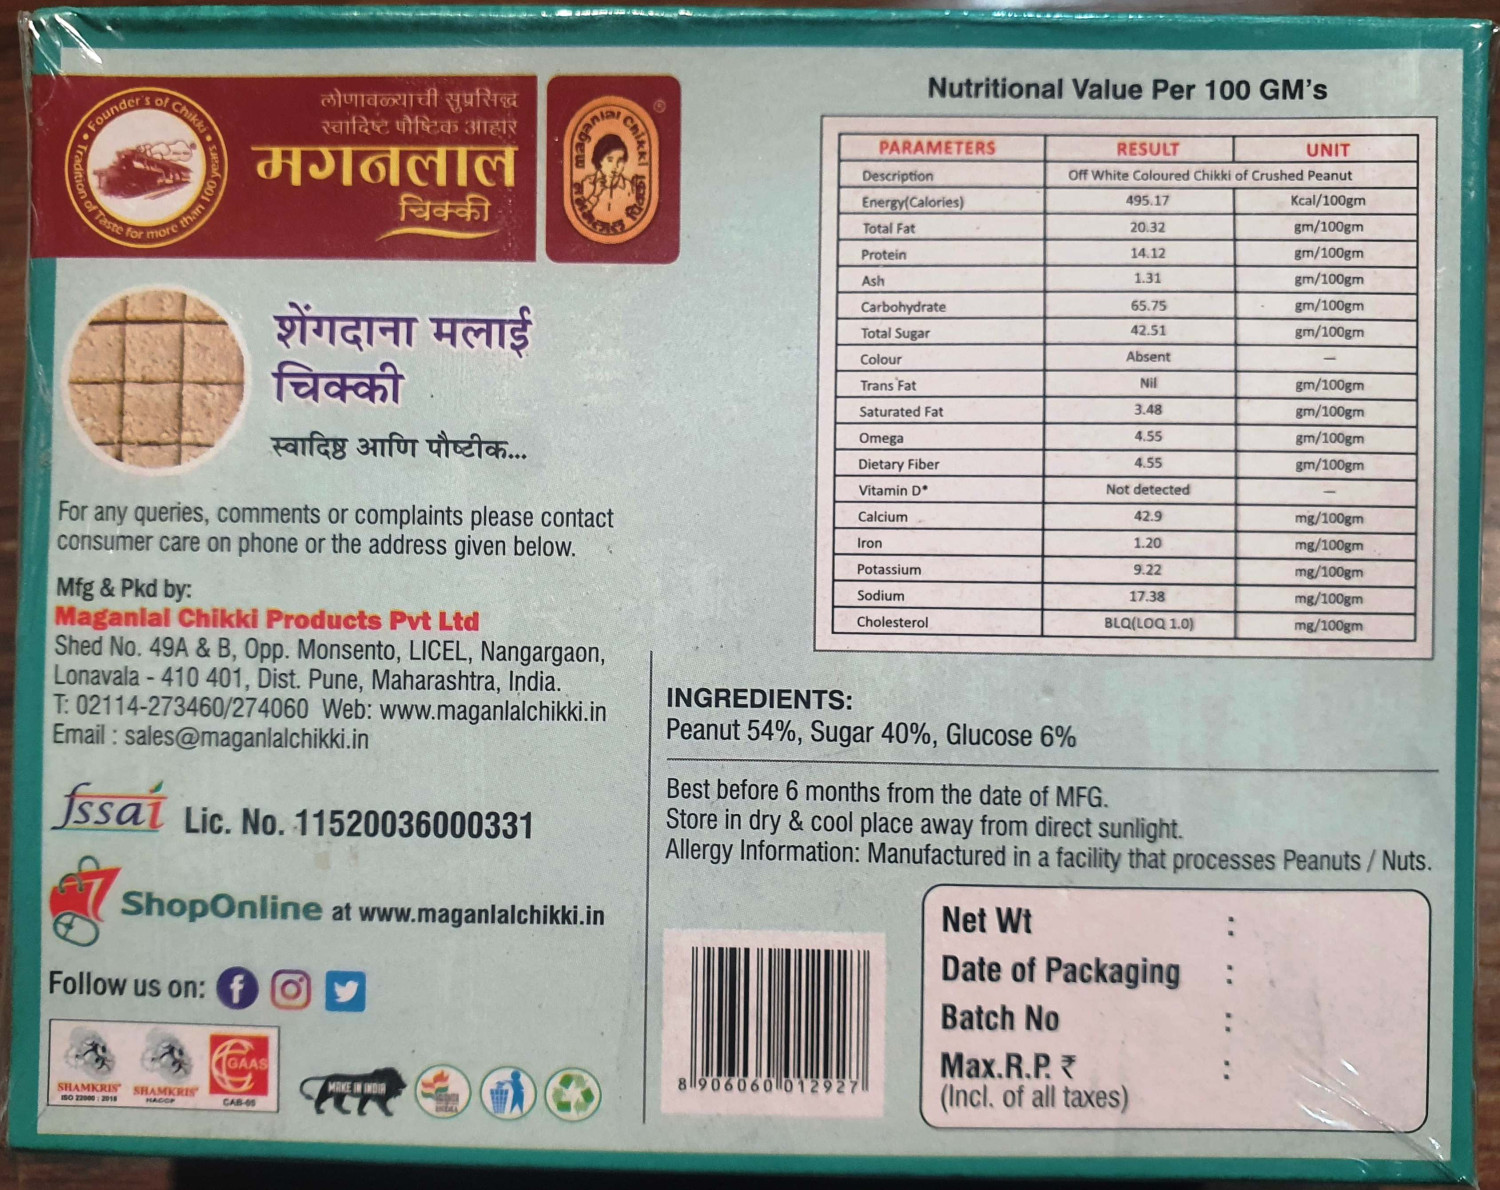 Founder's of Chikki
Tradition of Taste for more than 100 years
लोणावळ्याची सुप्रसिद्ध
स्वादिष्ट पौष्टिक आहार
मगनलाल
चिक्की
maganlal chikki
®
शेंगदाना मलाई
चिक्की
स्वादिष्ठ आणि पौष्टीक...
For any queries, comments or complaints please contact
consumer care on phone or the address given below.
Mfg & Pkd by:
Maganlal Chikki Products Pvt Ltd
Shed No. 49A & B, Opp. Monsento, LICEL, Nangargaon,
Lonavala - 410 401, Dist. Pune, Maharashtra, India.
T: 02114-273460/274060 Web: www.maganlalchikki.in
Email : sales@maganlalchikki.in
fssai Lic. No. 11520036000331
ShopOnline at www.maganlalchikki.in
Follow us on:
SHAMKRIS ISO 22000 : 2018
SHAMKRIS HACCP
GAAS
CAB-05
MAKE IN INDIA
Nutritional Value Per 100 GM's
PARAMETERS RESULT UNIT
Description Off White Coloured Chikki of Crushed Peanut
Energy(Calories) 495.17 Kcal/100gm
Total Fat 20.32 gm/100gm
Protein 14.12 gm/100gm
Ash 1.31 gm/100gm
Carbohydrate 65.75 gm/100gm
Total Sugar 42.51 gm/100gm
Colour Absent —
Trans Fat Nil gm/100gm
Saturated Fat 3.48 gm/100gm
Omega 4.55 gm/100gm
Dietary Fiber 4.55 gm/100gm
Vitamin D* Not detected —
Calcium 42.9 mg/100gm
Iron 1.20 mg/100gm
Potassium 9.22 mg/100gm
Sodium 17.38 mg/100gm
Cholesterol BLQ(LOQ 1.0) mg/100gm
INGREDIENTS:
Peanut 54%, Sugar 40%, Glucose 6%
Best before 6 months from the date of MFG.
Store in dry & cool place away from direct sunlight.
Allergy Information: Manufactured in a facility that processes Peanuts / Nuts.
8 906060 012927
Net Wt :
Date of Packaging :
Batch No :
Max.R.P. ₹ :
(Incl. of all taxes)